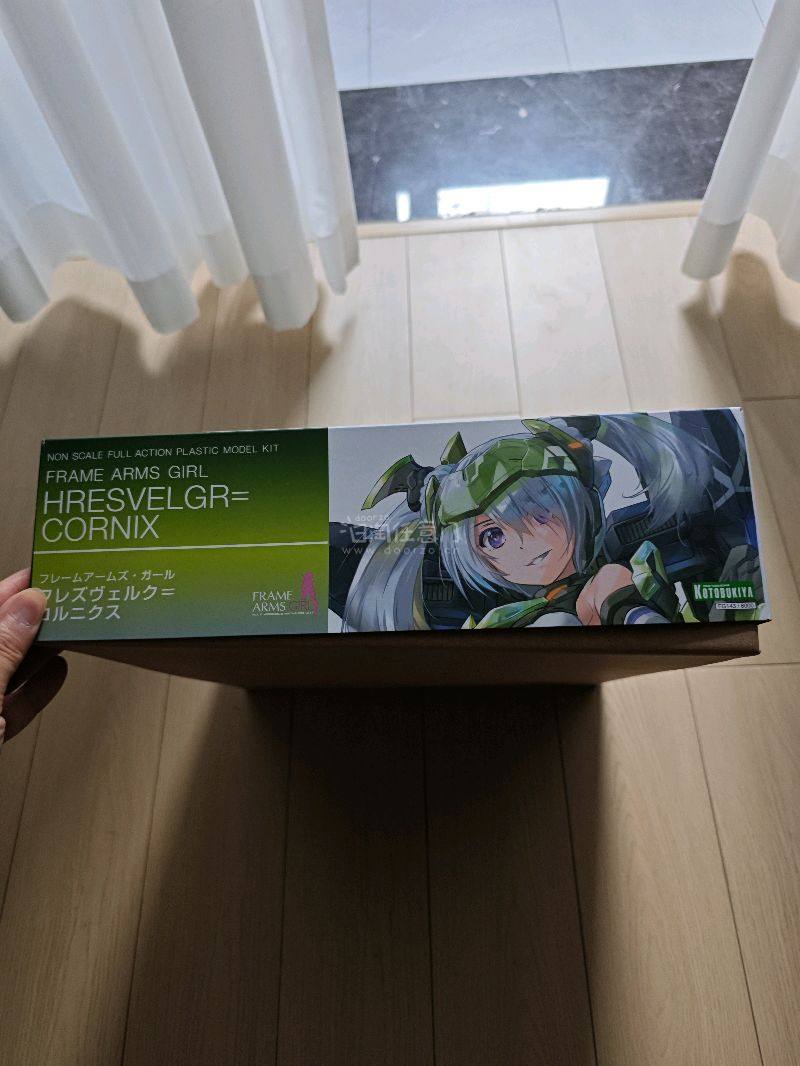 NON SCALE FULL ACTION PLASTIC MODEL KIT
FRAME ARMS GIRL
HRESVELGR=
CORNIX
フレームアームズ・ガール
フレズヴェルク=
コルニクス
FRAME
ARMS GIRL
KOTOBUKIYA
www.doorzo.